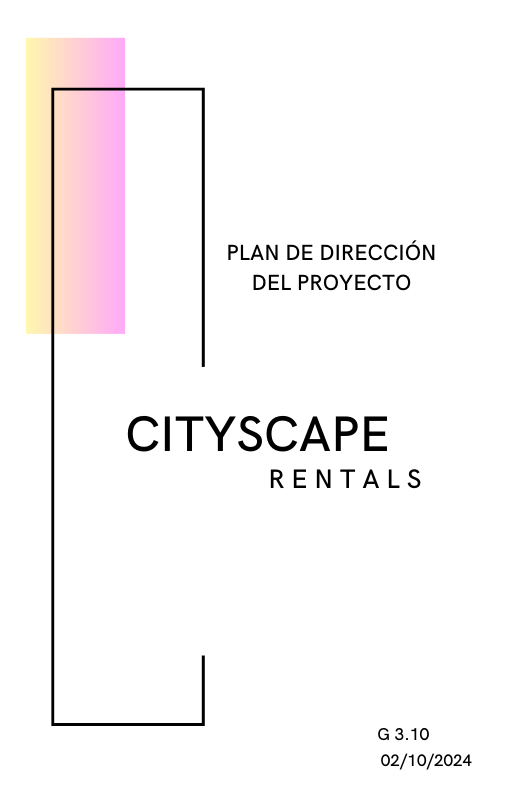 PLAN DE DIRECCIÓN
DEL PROYECTO
CITYSCAPE
RENTALS
G 3.10
02/10/2024